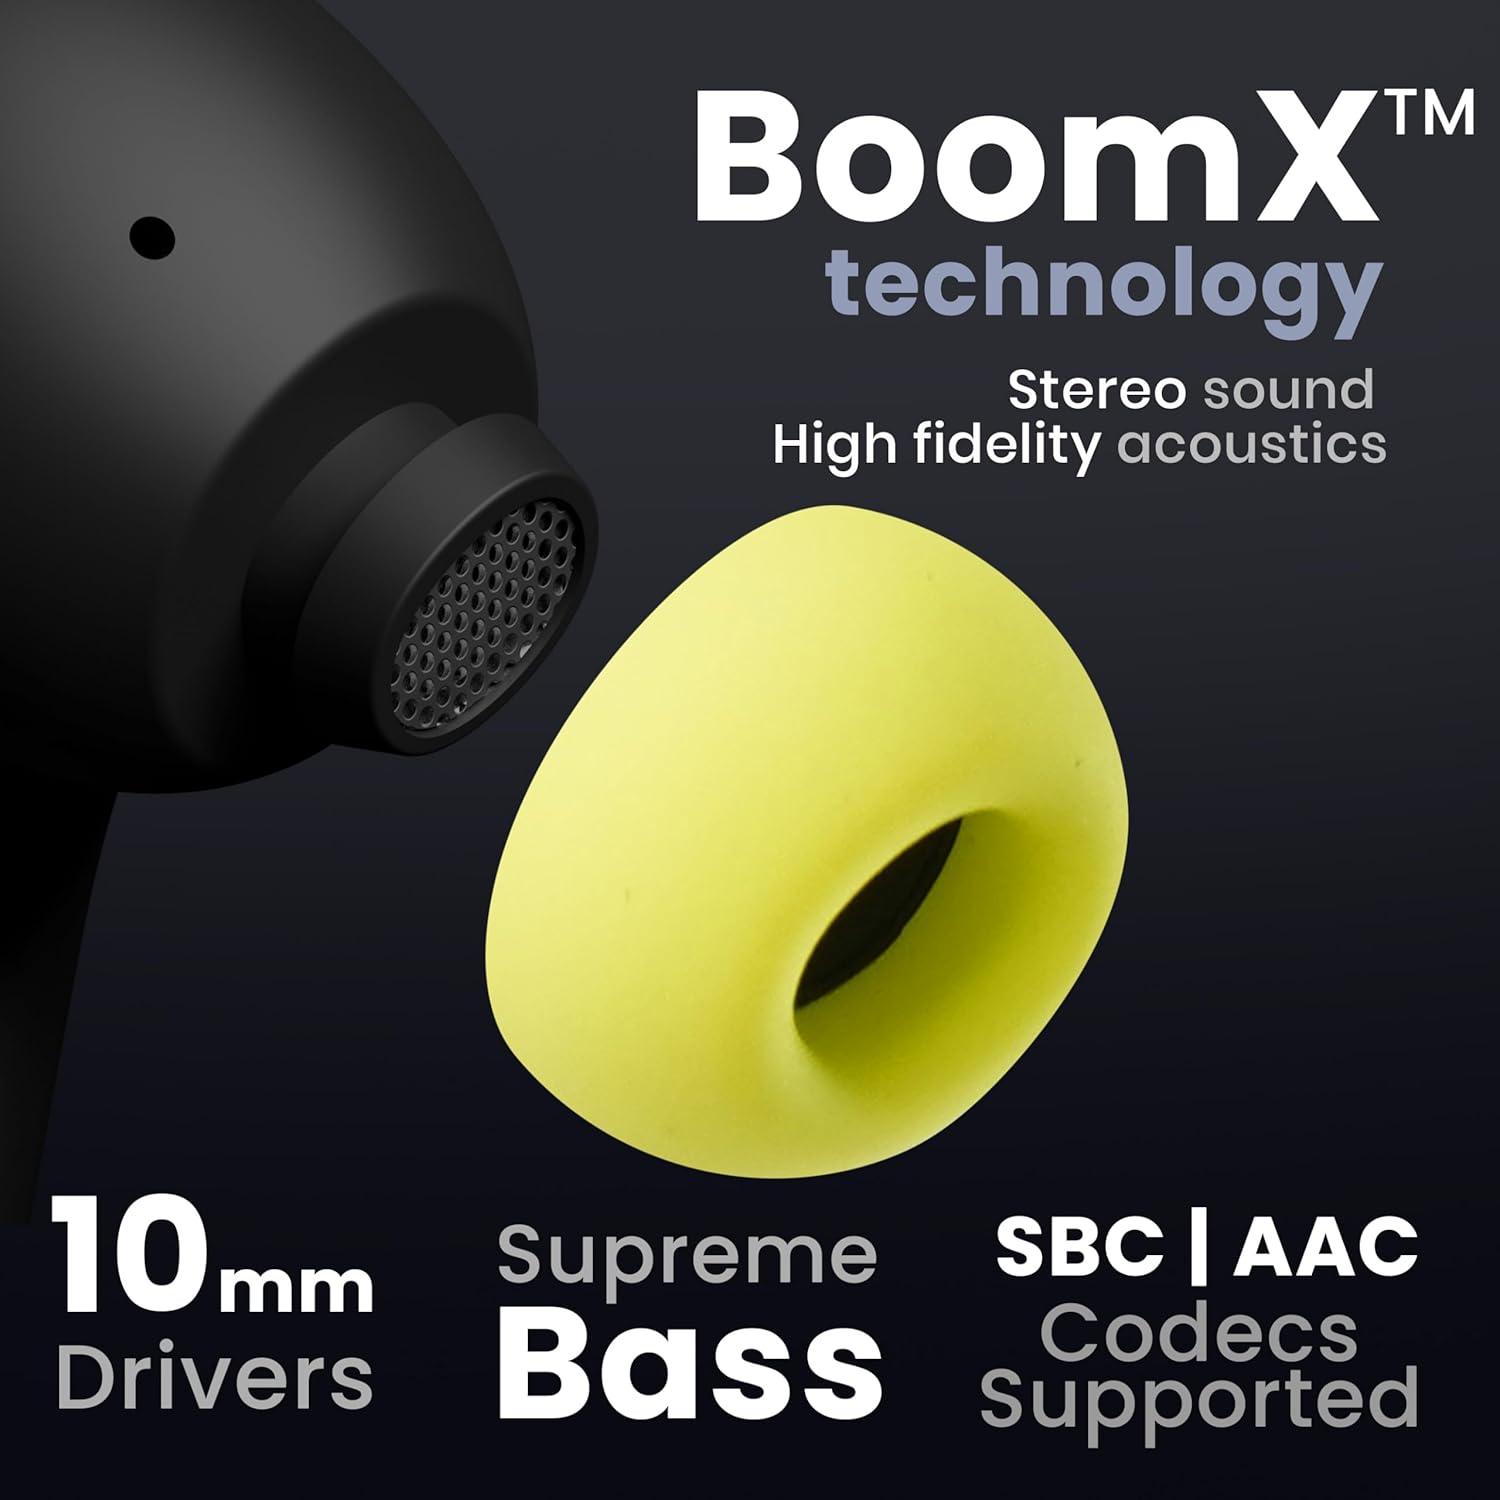 BoomX™
technology
Stereo sound
High fidelity acoustics
10mm
Drivers
Supreme
Bass
SBC | AAC
Codecs
Supported